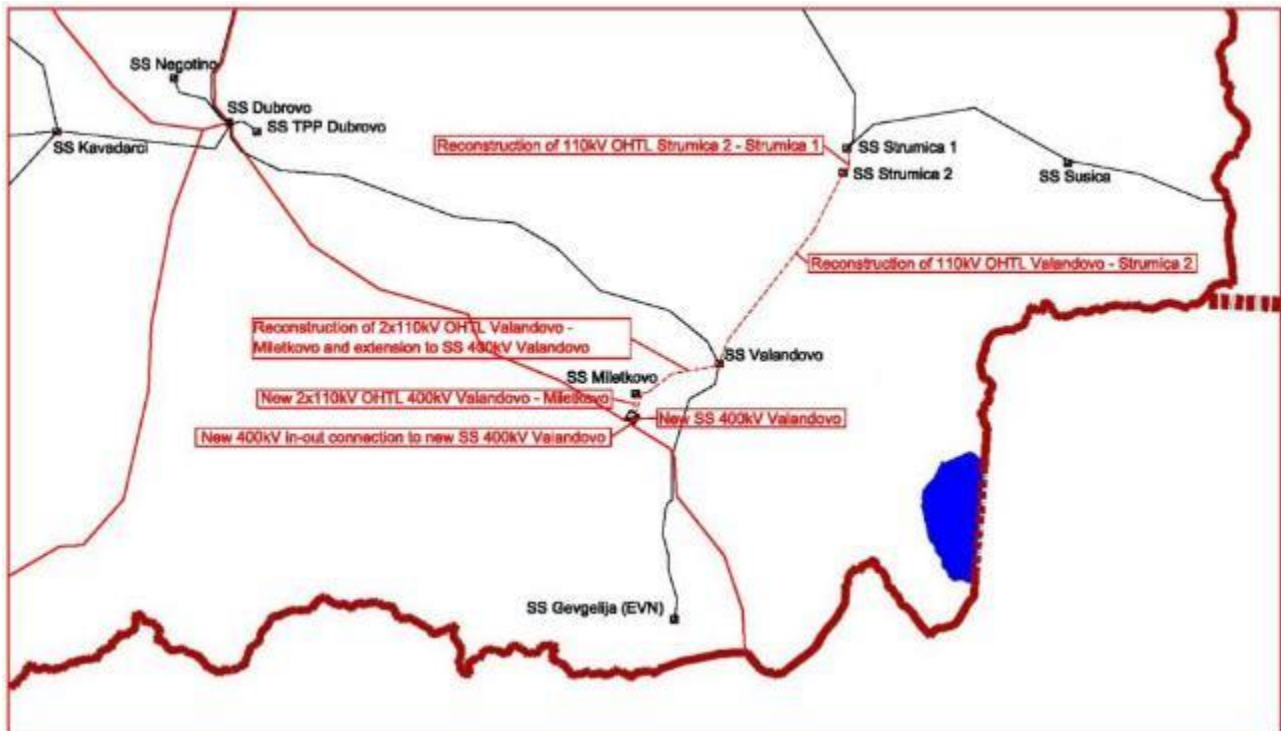 SS Negotino
SS Dubrovo
SS TPP Dubrovo
SS Kavadarci
Reconstruction of 110kV OHTL Strumica 2 - Strumica 1
SS Strumica 1
SS Strumica 2
SS Susica
Reconstruction of 110kV OHTL Valandovo - Strumica 2
Reconstruction of 2x110kV OHTL Valandovo -
Miletkovo and extension to SS 400kV Valandovo
SS Valandovo
SS Miletkovo
New 2x110kV OHTL 400kV Valandovo - Miletkovo
New SS 400kV Valandovo
New 400kV in-out connection to new SS 400kV Valandovo
SS Gevgelija (EVN)